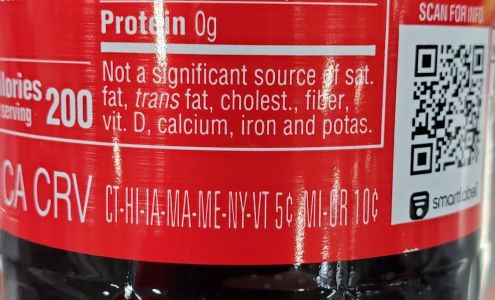 Protein 0g
SCAN FOR INFO
Calories
serving
200
Not a significant source of sat.
fat, trans fat, cholest., fiber,
vit. D, calcium, iron and potas.
smartlabel
CA CRV CT-HI-IA-MA-ME-NY-VT 5¢ MI-OR 10¢